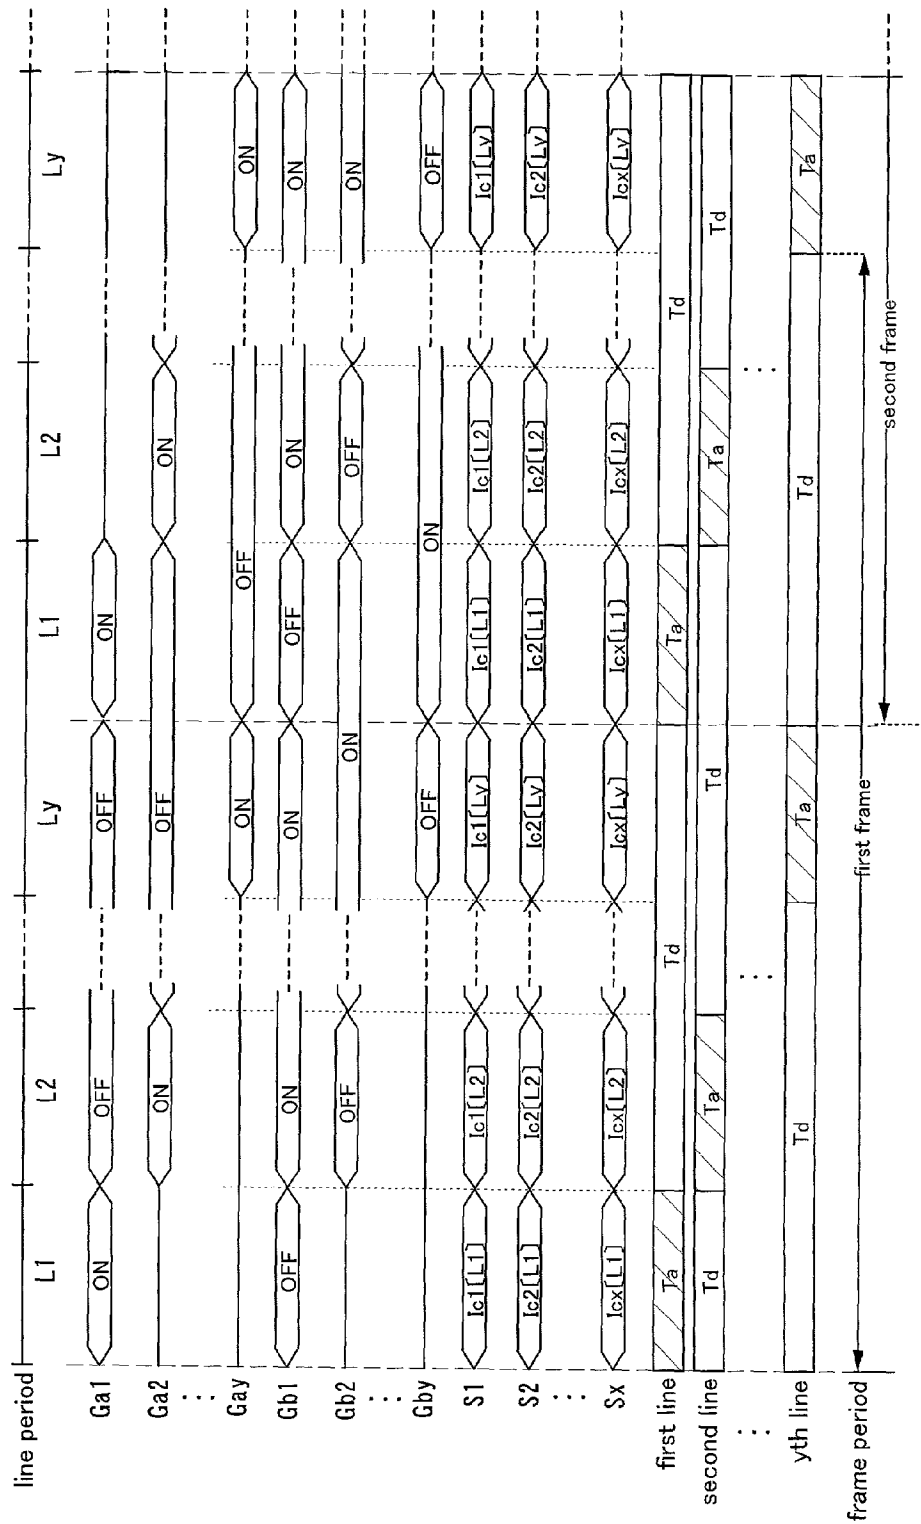 line period L1 L2 Ly L1 L2 Ly
Ga1 ON OFF OFF ON
Ga2 ON OFF ON
⋯
Gay ON OFF ON
Gb1 OFF ON ON OFF ON ON
Gb2 OFF ON OFF ON
⋯
Gby OFF ON OFF
S1 Ic1[L1] Ic1[L2] Ic1[Ly] Ic1[L1] Ic1[L2] Ic1[Ly]
S2 Ic2[L1] Ic2[L2] Ic2[Ly] Ic2[L1] Ic2[L2] Ic2[Ly]
⋯
Sx Icx[L1] Icx[L2] Icx[Ly] Icx[L1] Icx[L2] Icx[Ly]
first line Ta Td Ta Td
second line Td Ta Td Ta Td
⋯ ⋯ ⋯
yth line Td Ta Td Ta
frame period first frame
second frame